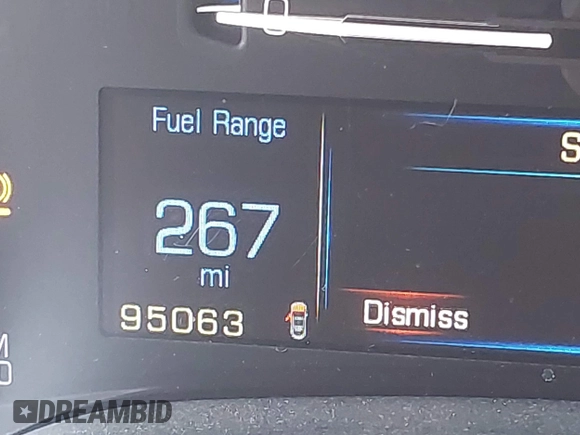 Fuel Range
S
267
mi
95063
Dismiss
DREAMBID